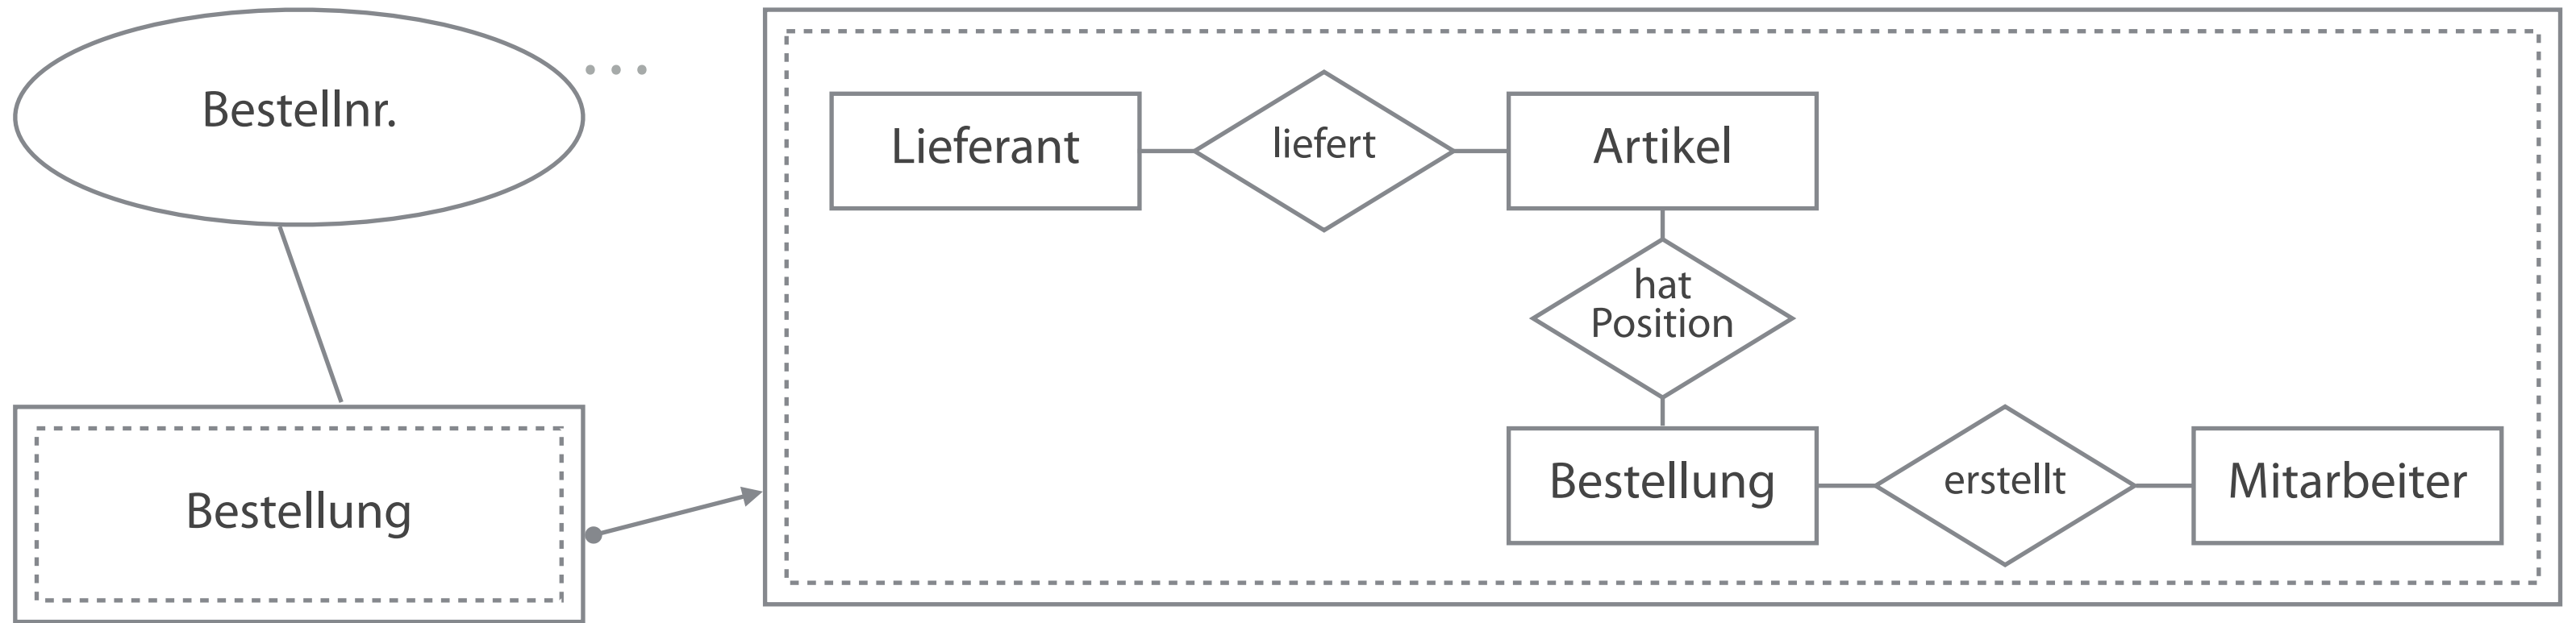 Bestellnr.
...
Bestellung
Lieferant
liefert
Artikel
hat
Position
Bestellung
erstellt
Mitarbeiter